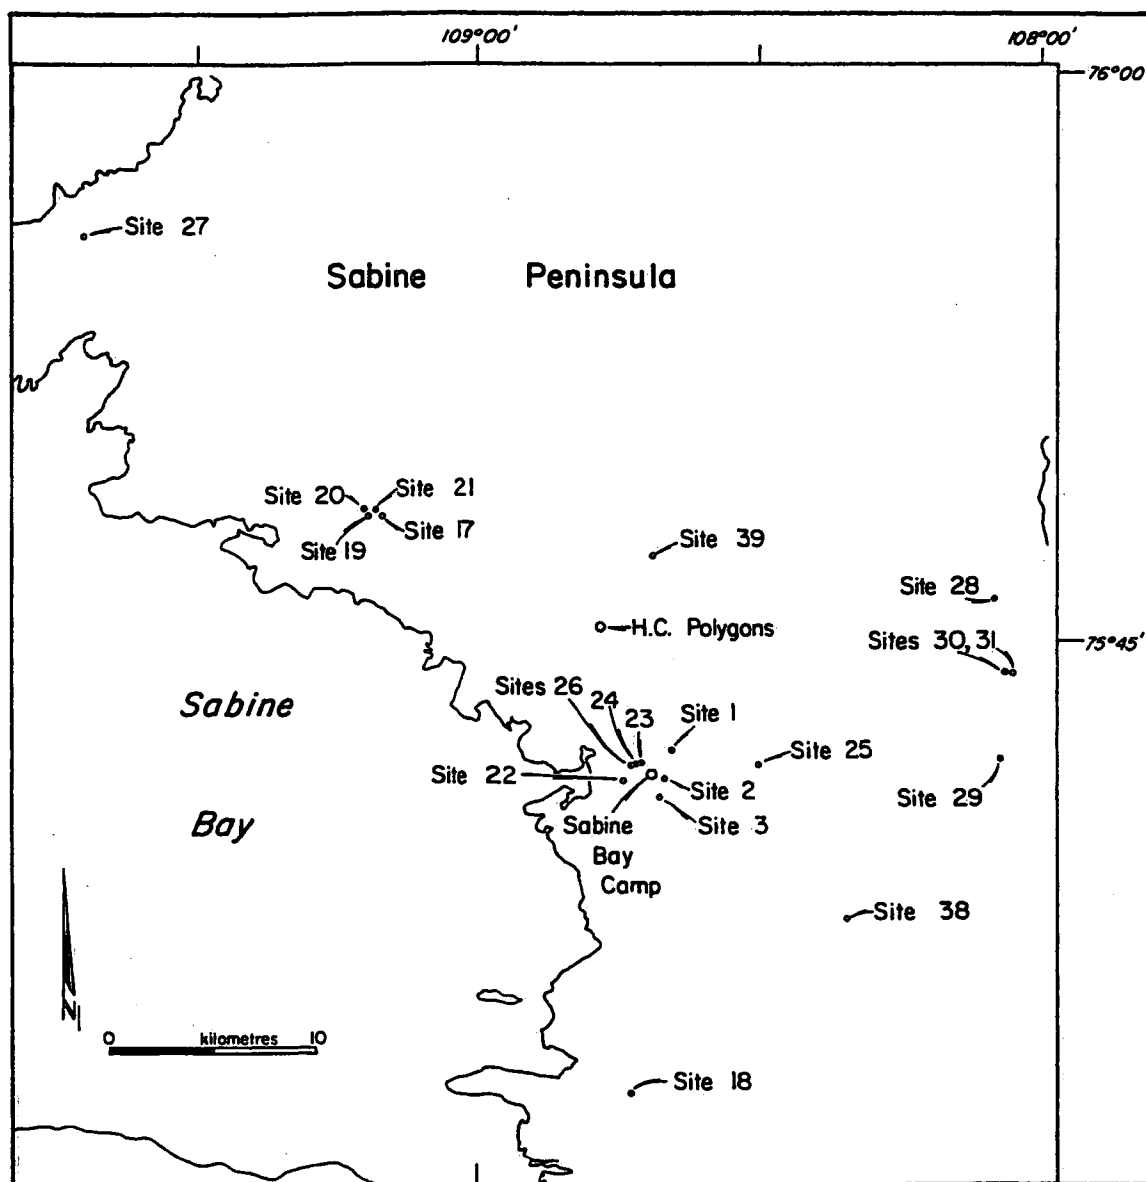 109°00'
108°00'
76°00
Site 27
Sabine Peninsula
Site 20
Site 21
Site 19
Site 17
Site 39
Site 28
H.C. Polygons
75°45'
Sites 30,31
Sites 26
24
23
Site 1
Site 25
Site 22
Site 2
Site 29
Site 3
Sabine
Bay
Sabine
Bay
Camp
Site 38
N
0 kilometres 10
Site 18